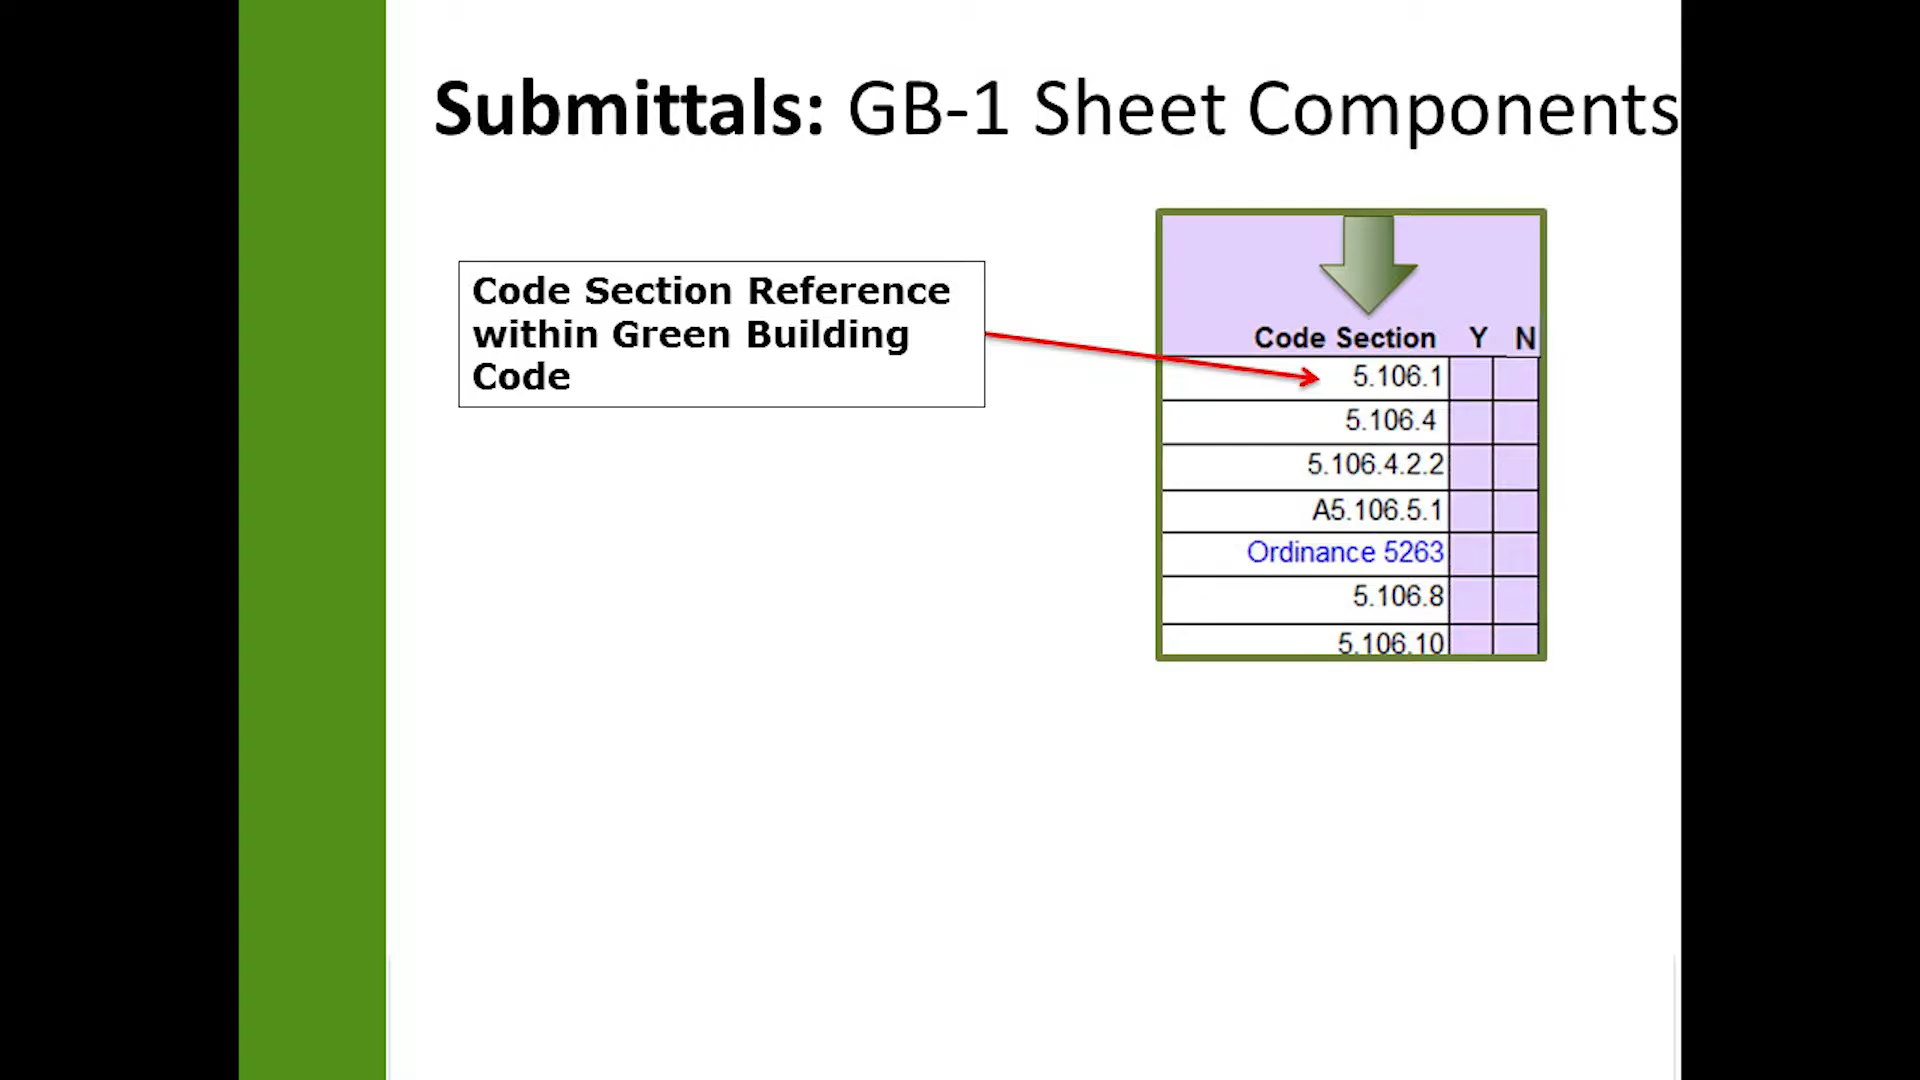 Submittals: GB-1 Sheet Components
Code Section Reference
within Green Building
Code
Code Section Y N
5.106.1
5.106.4
5.106.4.2.2
A5.106.5.1
Ordinance 5263
5.106.8
5.106.10